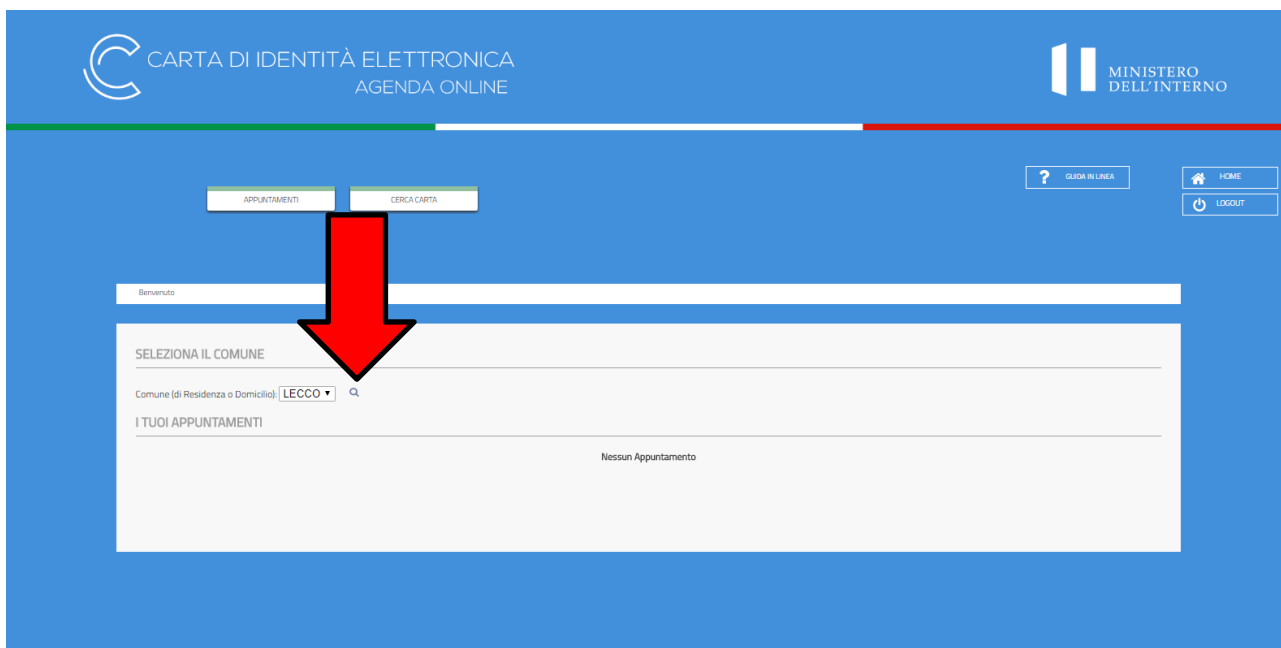 CARTA DI IDENTITÀ ELETTRONICA
AGENDA ONLINE
MINISTERO
DELL'INTERNO
? GUIDA IN LINEA
HOME
APPUNTAMENTI
CERCA CARTA
LOGOUT
Benvenuto
SELEZIONA IL COMUNE
Comune (di Residenza o Domicilio): LECCO
I TUOI APPUNTAMENTI
Nessun Appuntamento